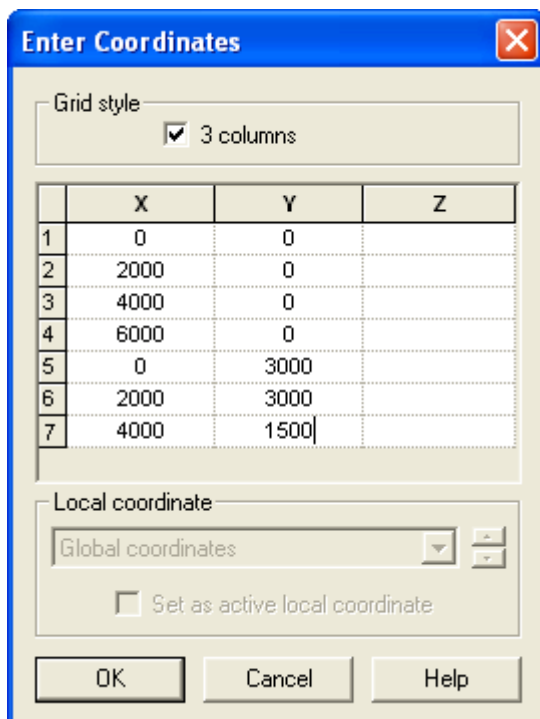 Enter Coordinates
Grid style
3 columns
X Y Z
1 0 0
2 2000 0
3 4000 0
4 6000 0
5 0 3000
6 2000 3000
7 4000 1500
Local coordinate
Global coordinates
Set as active local coordinate
OK Cancel Help